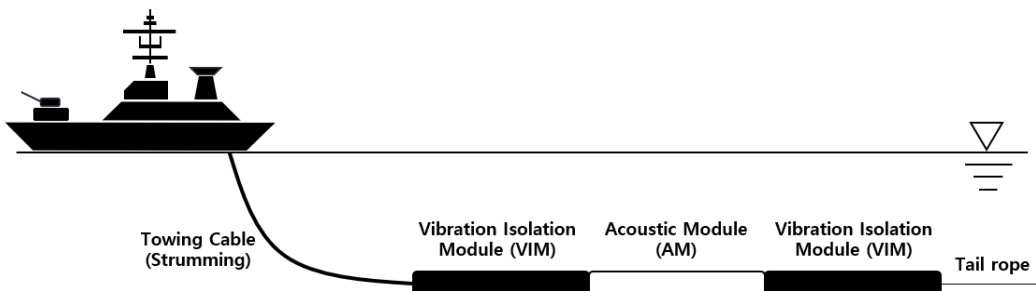 Towing Cable
(Strumming)
Vibration Isolation
Module (VIM)
Acoustic Module
(AM)
Vibration Isolation
Module (VIM)
Tail rope